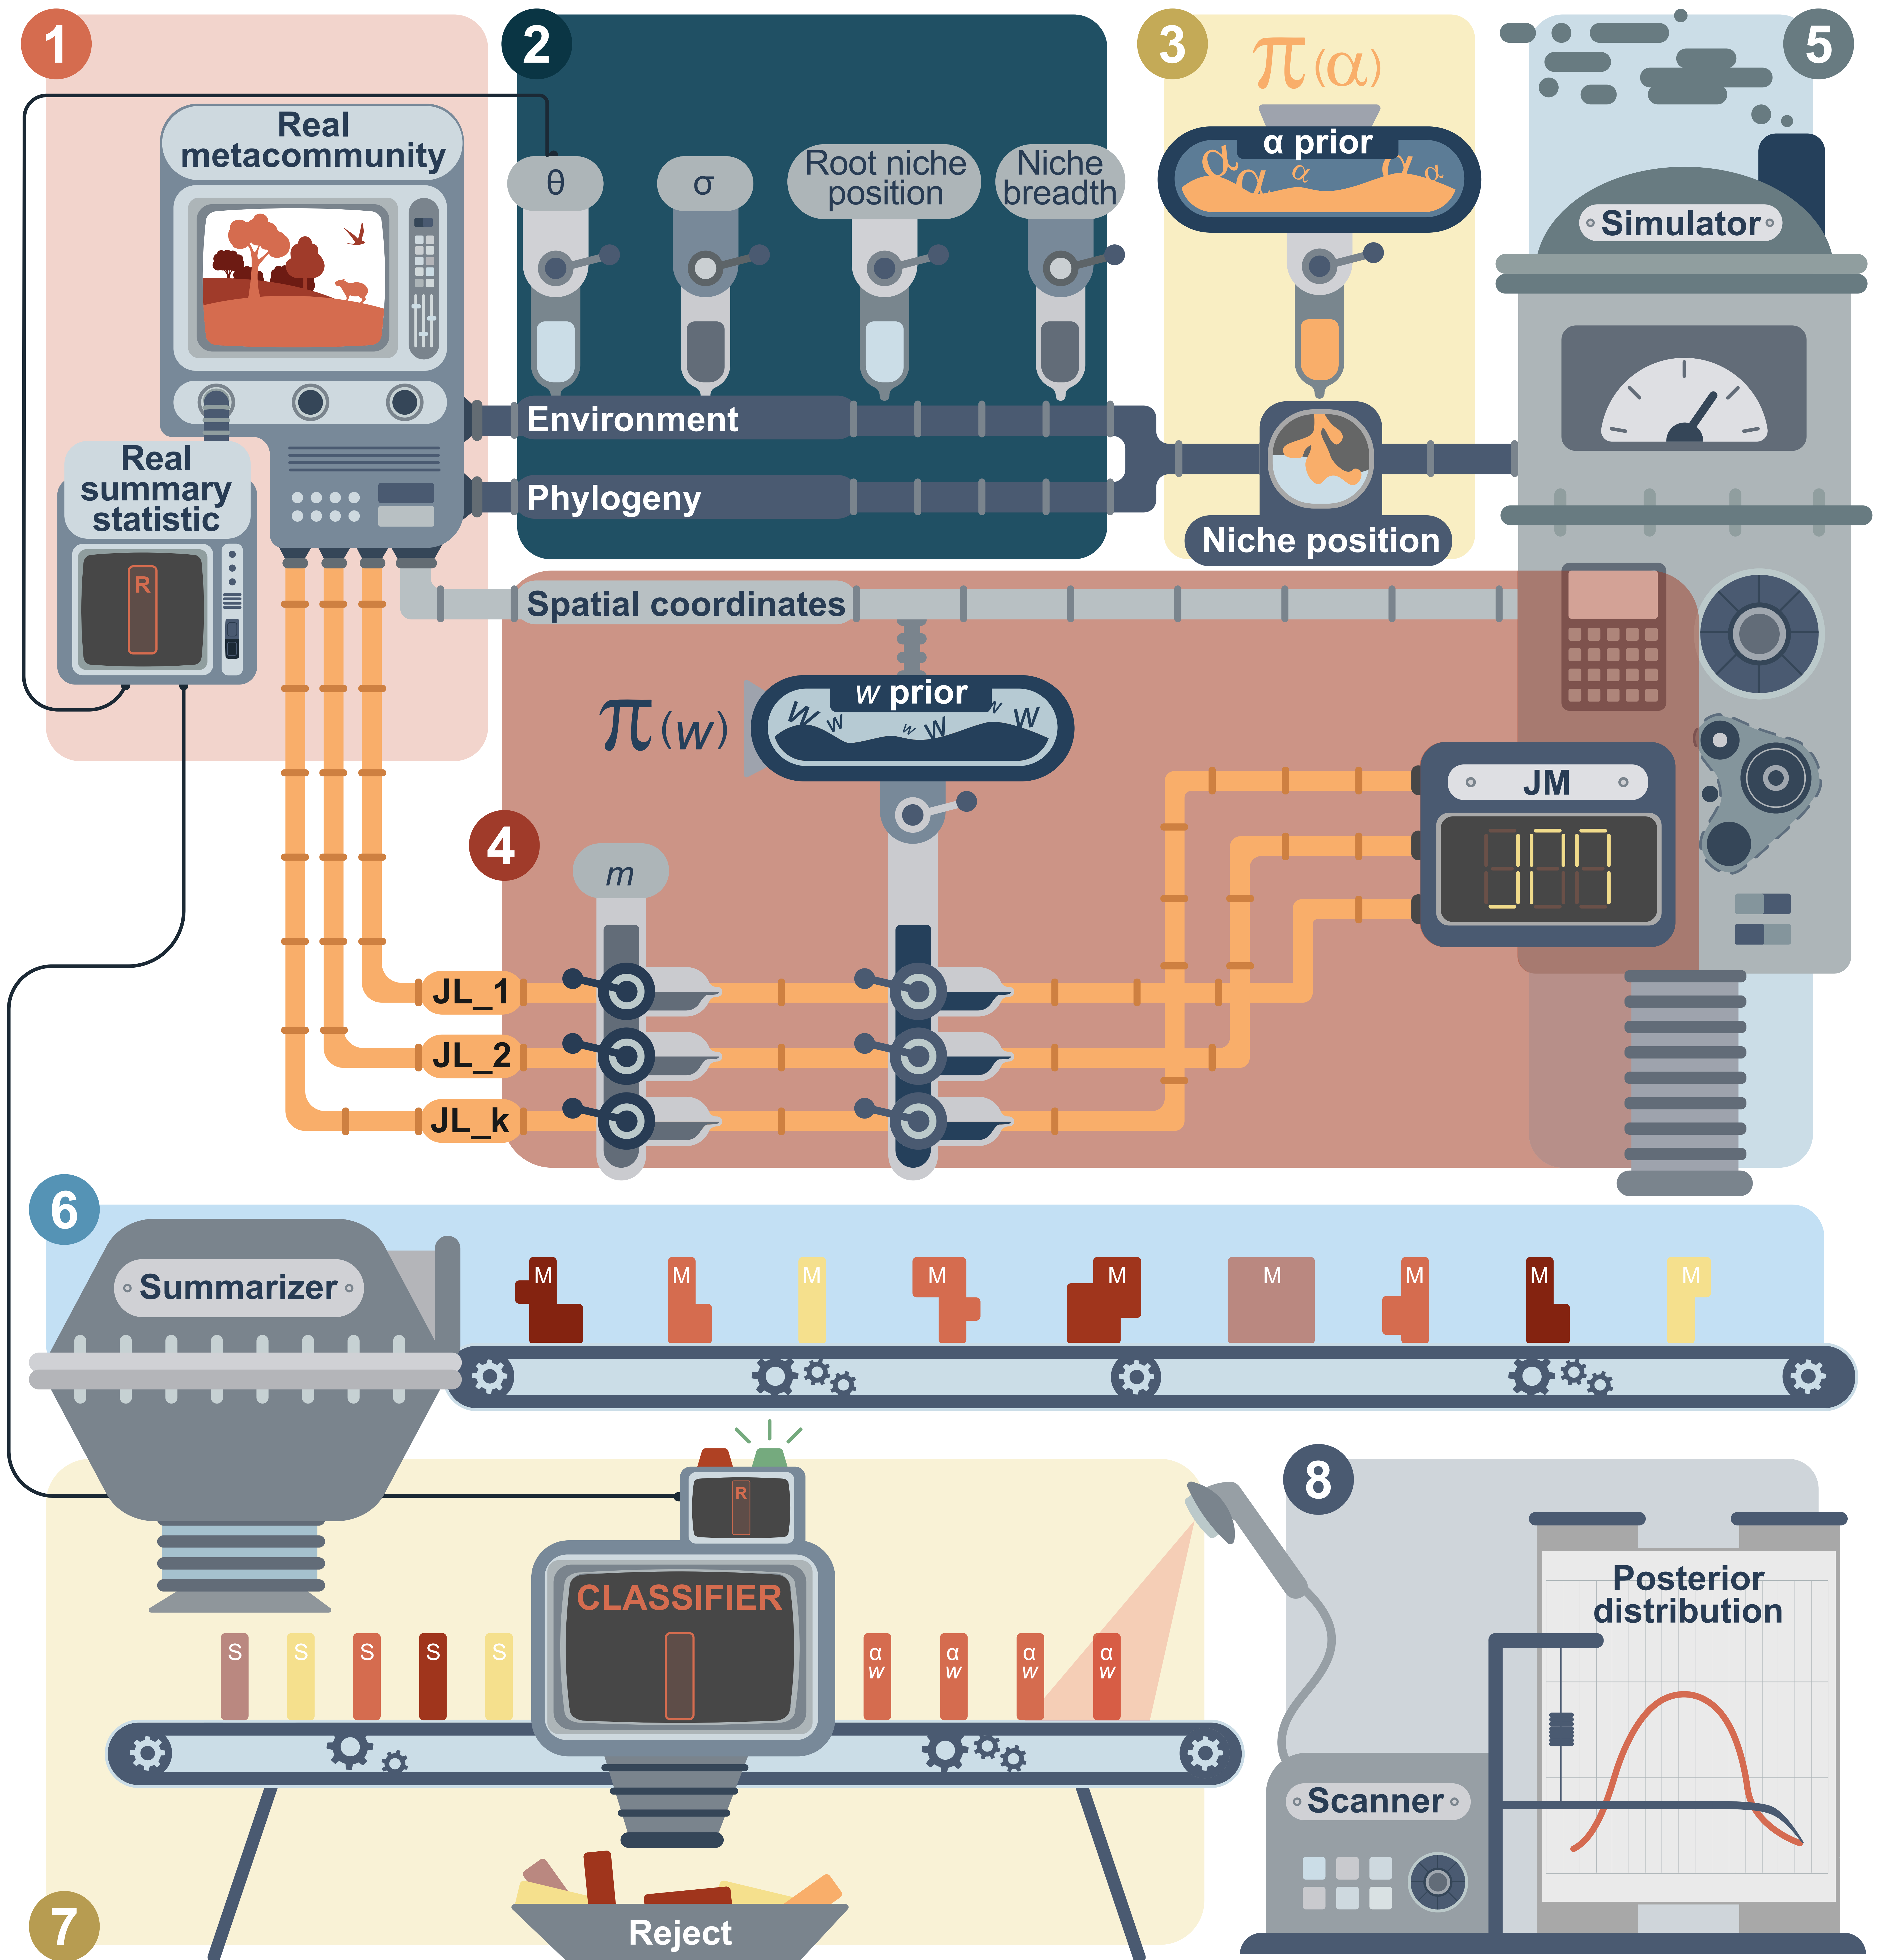 1
Real
metacommunity
Real
summary
statistic
R
2
θ
σ
Root niche
position
Niche
breadth
Environment
Phylogeny
3
π(α)
α prior
α α α α α
Niche position
5
Simulator
Spatial coordinates
π(w)
w prior
w w w w w w
4
m
JM
JL_1
JL_2
JL_k
6
Summarizer
M M M M M M M M M
7
R
CLASSIFIER
S S S S S
α α α α
w w w w
Reject
8
Posterior
distribution
Scanner